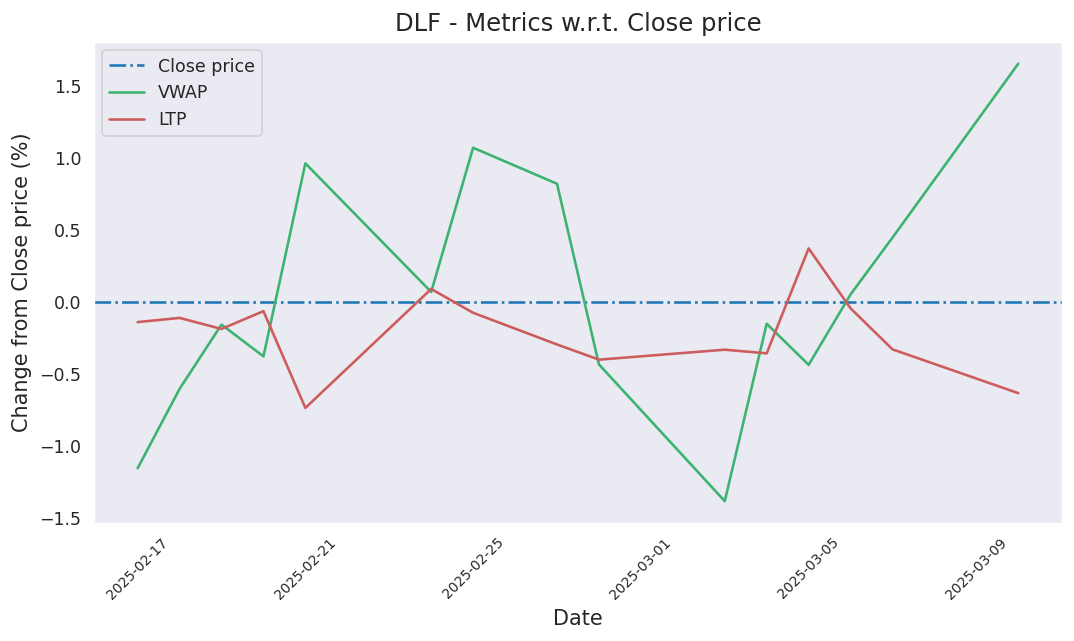 DLF - Metrics w.r.t. Close price
Close price
VWAP
LTP
Change from Close price (%)
1.5
1.0
0.5
0.0
−0.5
−1.0
−1.5
2025-02-17
2025-02-21
2025-02-25
2025-03-01
2025-03-05
2025-03-09
Date